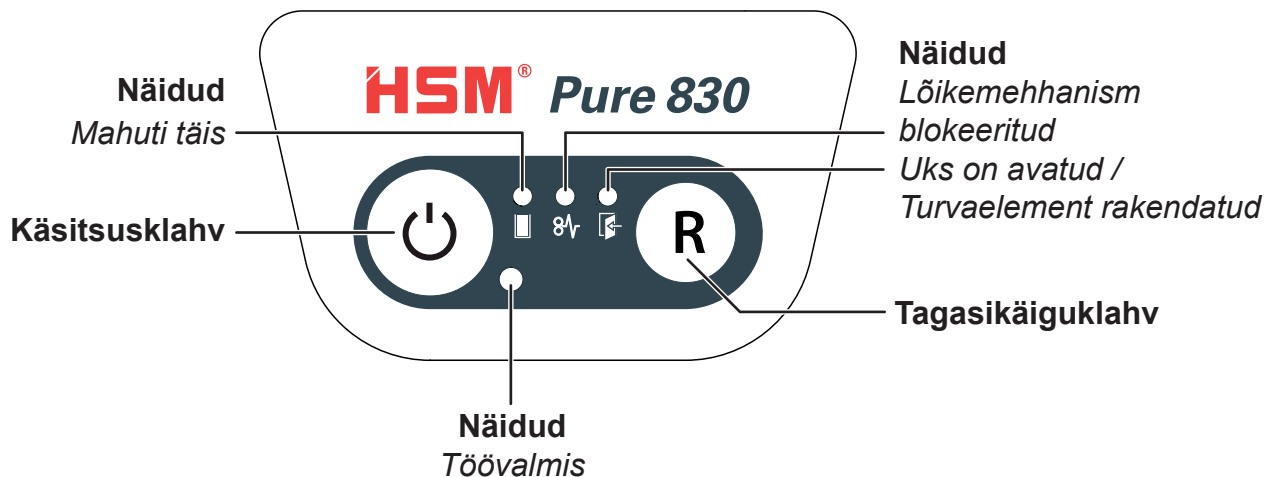 Näidud
Mahuti täis
Käsitsusklahv
HSM® Pure 830
R
Näidud
Lõikemehhanism
blokeeritud
Uks on avatud /
Turvaelement rakendatud
Tagasikäiguklahv
Näidud
Töövalmis